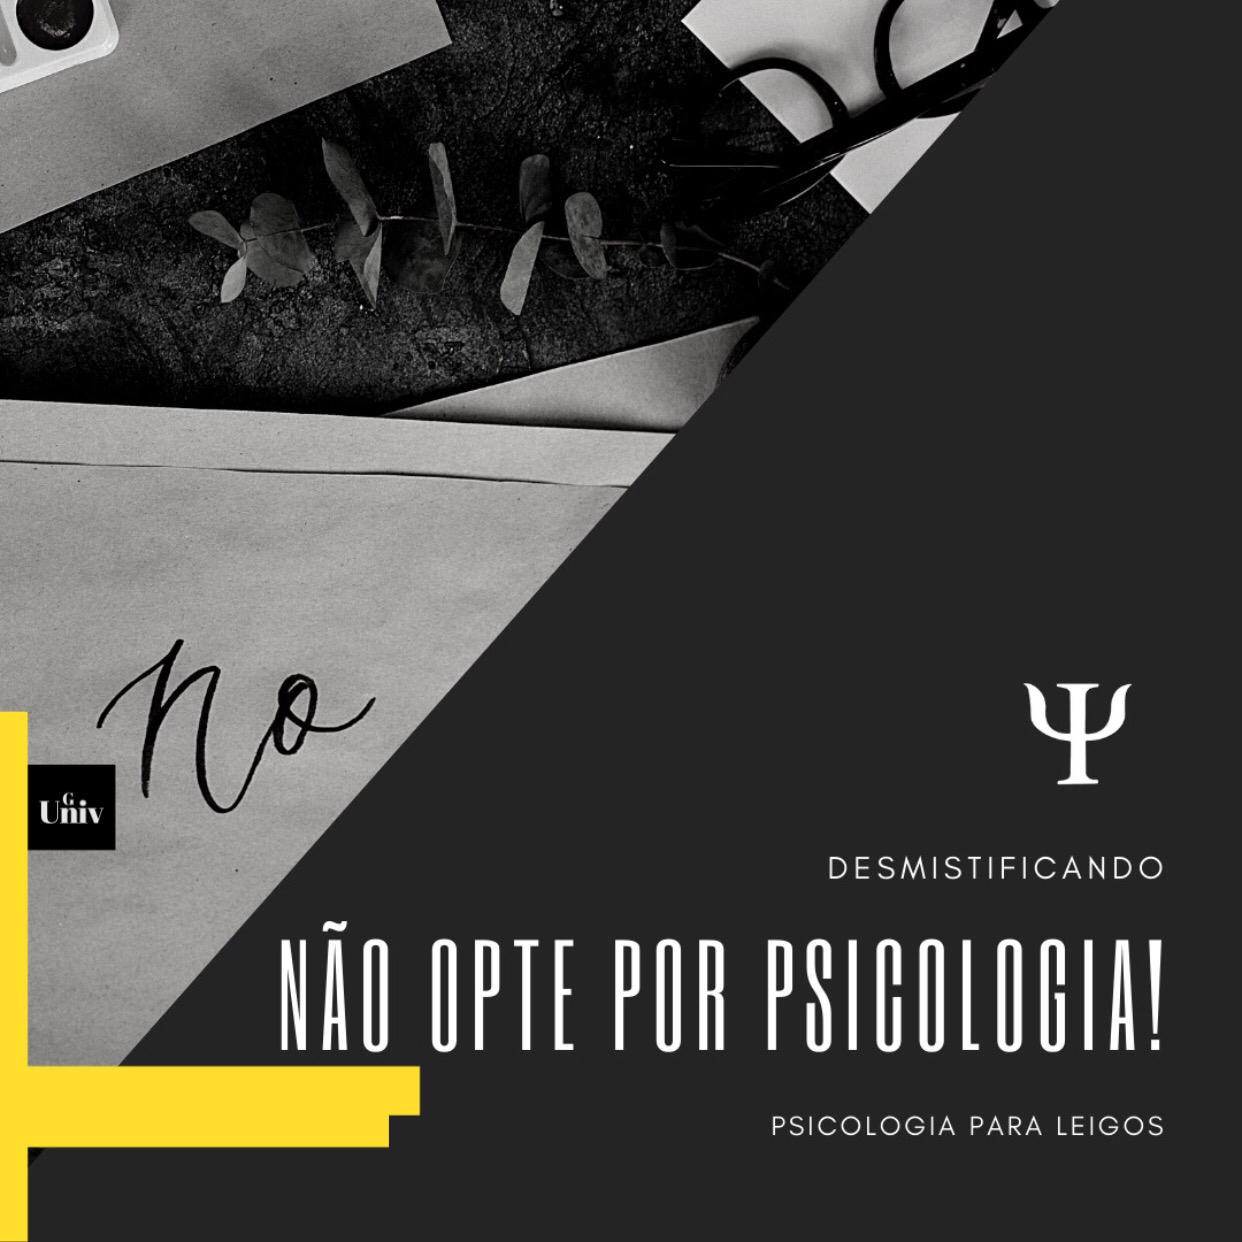 No
G
Univ
Ψ
DESMISTIFICANDO
NÃO OPTE POR PSICOLOGIA!
PSICOLOGIA PARA LEIGOS